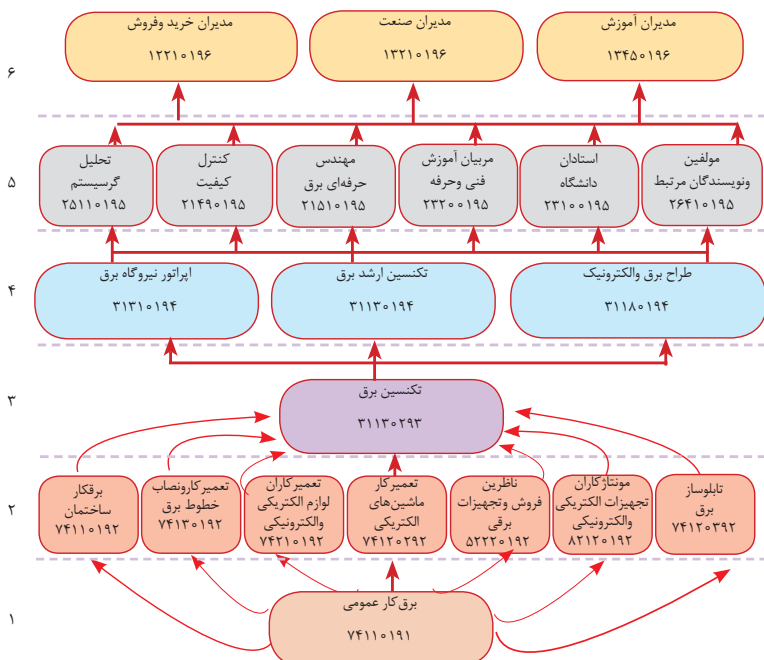 مدیران آموزش
۱۳۴۵۰۱۹۶
مدیران صنعت
۱۳۲۱۰۱۹۶
مدیران خرید وفروش
۱۲۲۱۰۱۹۶
۶
مولفین
ونویسندگان مرتبط
۲۶۴۱۰۱۹۵
استادان
دانشگاه
۲۳۱۰۰۱۹۵
مربیان آموزش
فنی وحرفه
۲۳۲۰۰۱۹۵
مهندس
حرفه‌ای برق
۲۱۵۱۰۱۹۵
کنترل
کیفیت
۲۱۴۹۰۱۹۵
تحلیل
گرسیستم
۲۵۱۱۰۱۹۵
۵
طراح برق والکترونیک
۳۱۱۸۰۱۹۴
تکنسین ارشد برق
۳۱۱۳۰۱۹۴
اپراتور نیروگاه برق
۳۱۳۱۰۱۹۴
۴
تکنسین برق
۳۱۱۳۰۲۹۳
۳
تابلوساز
برق
۷۴۱۲۰۳۹۲
مونتاژکاران
تجهیزات الکتریکی
والکترونیکی
۸۲۱۲۰۱۹۲
ناظرین
فروش وتجهیزات
برقی
۵۲۲۲۰۱۹۲
تعمیرکار
ماشین‌های
الکتریکی
۷۴۱۲۰۲۹۲
تعمیرکاران
لوازم الکتریکی
والکترونیکی
۷۴۲۱۰۱۹۲
تعمیرکارونصاب
خطوط برق
۷۴۱۳۰۱۹۲
برقکار
ساختمان
۷۴۱۱۰۱۹۲
۲
برق‌کار عمومی
۷۴۱۱۰۱۹۱
۱